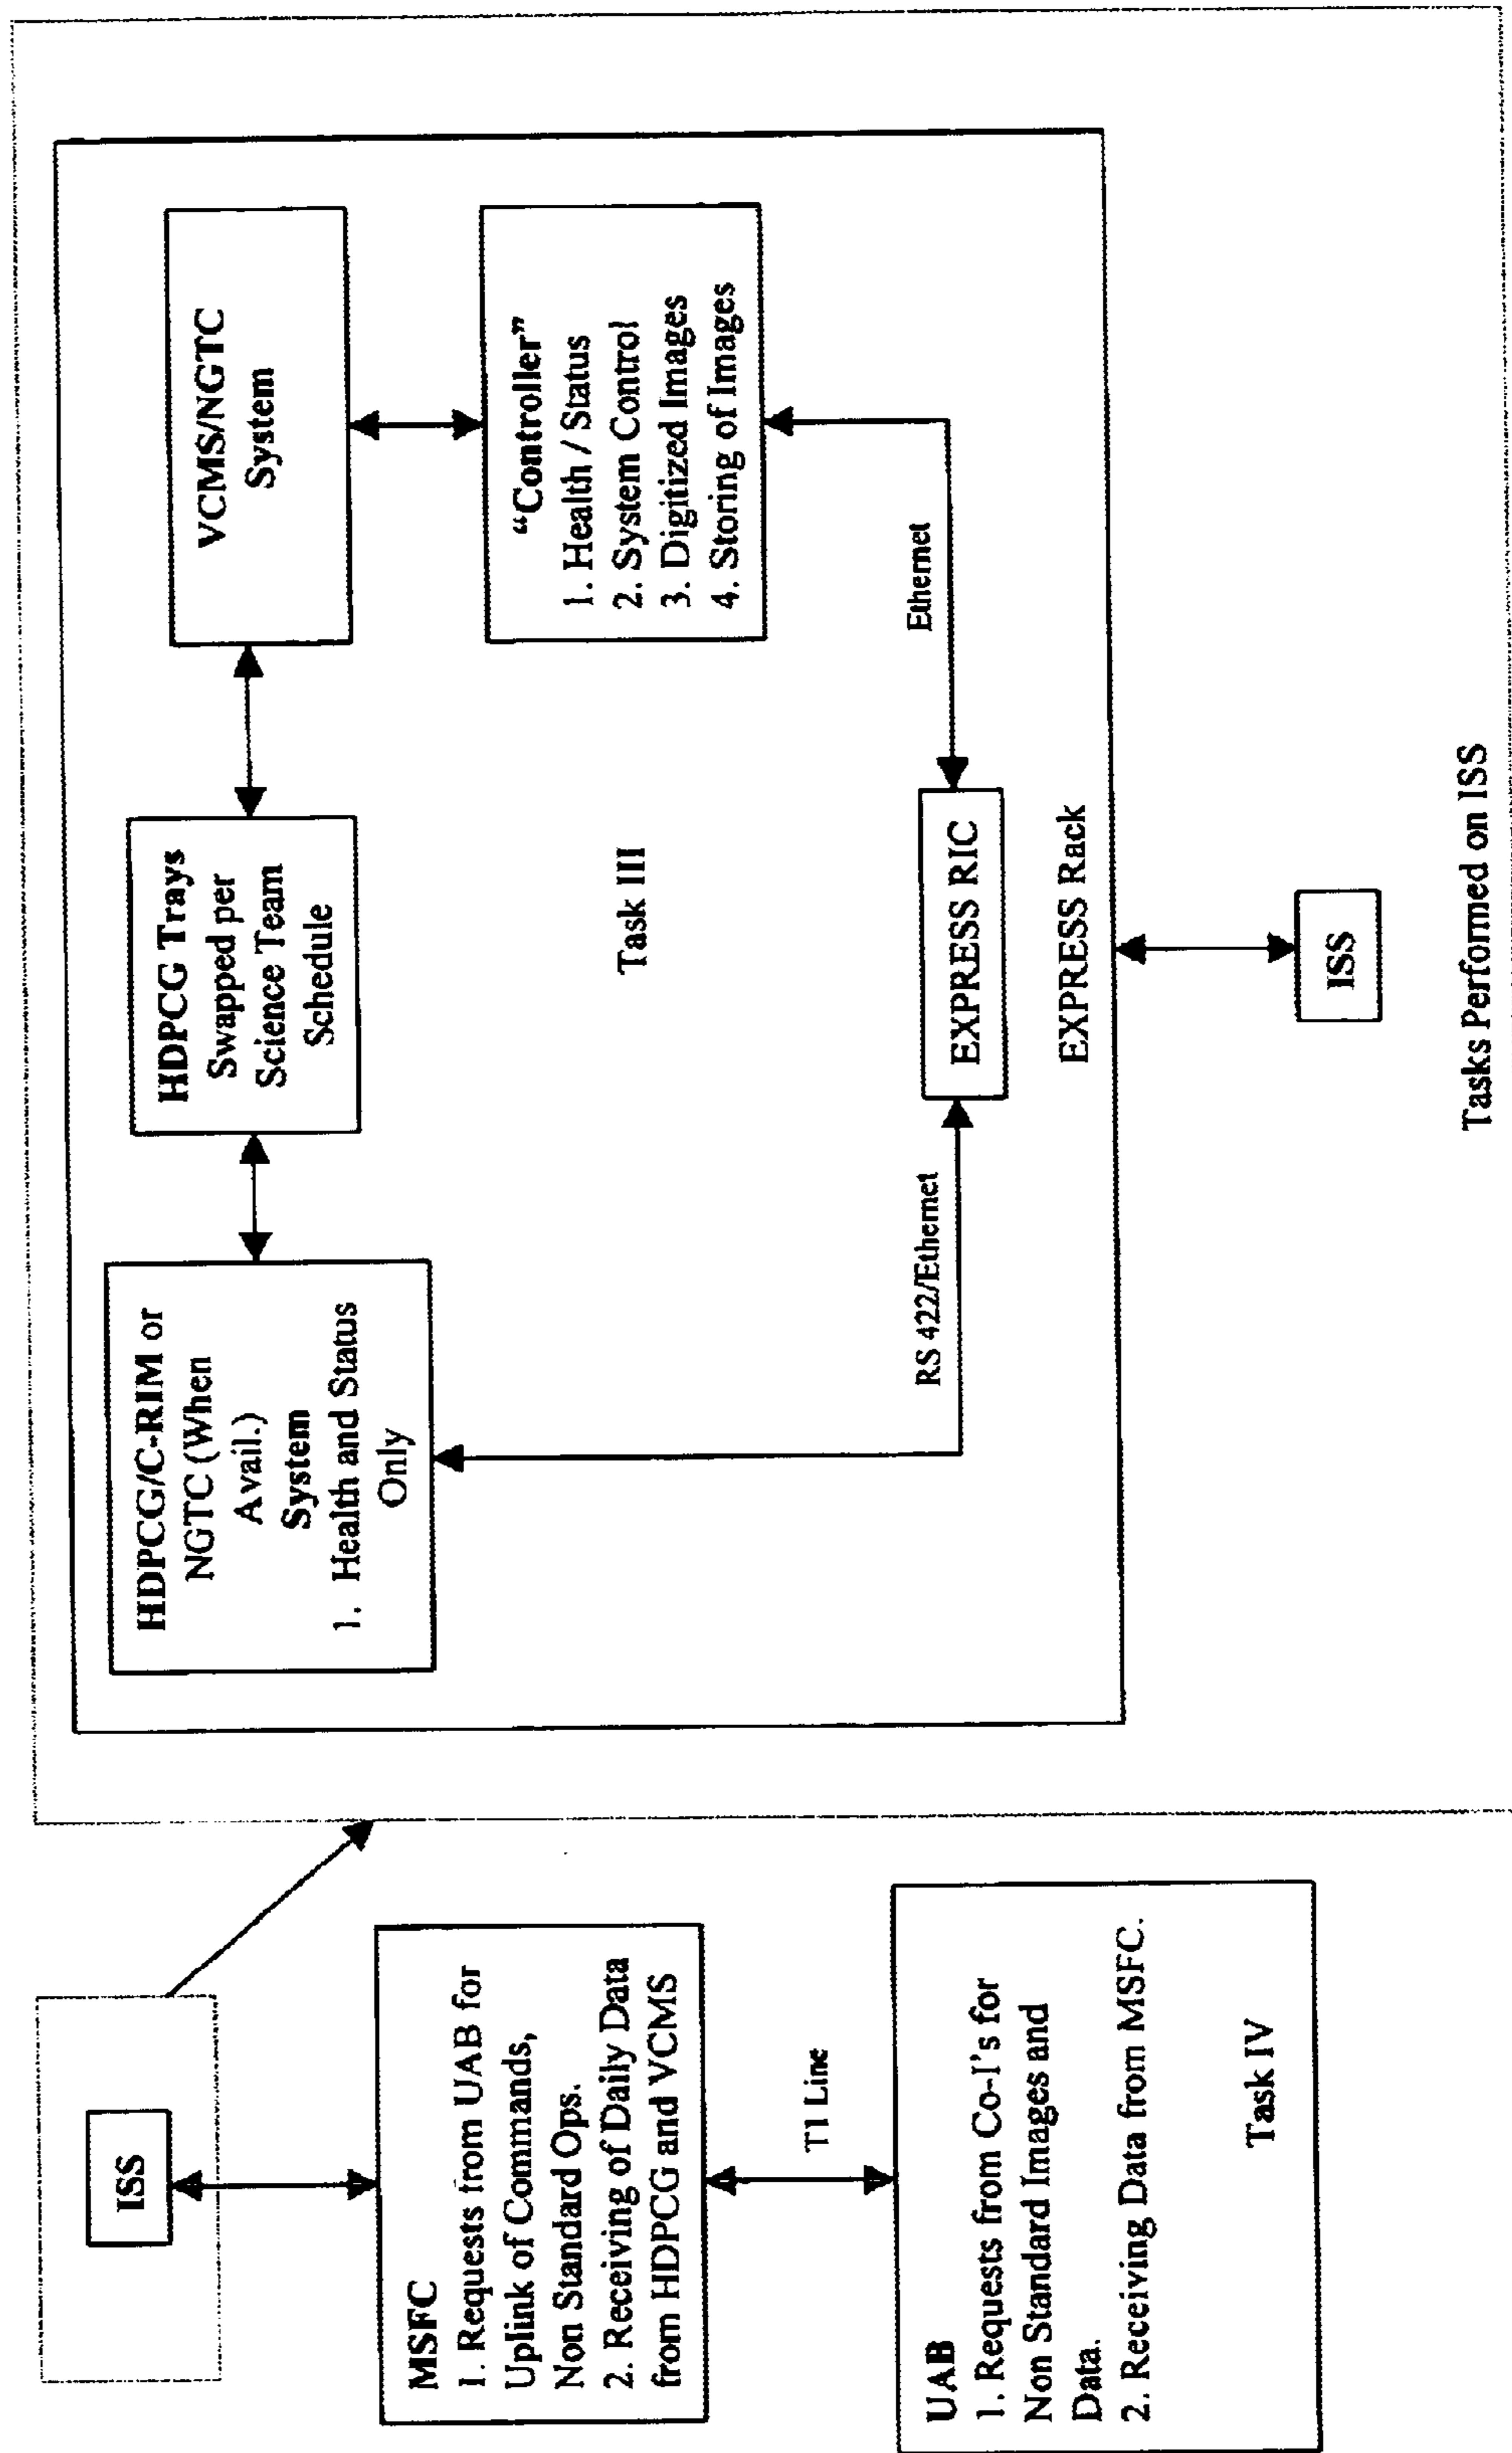 ISS
MSFC
1. Requests from UAB for
Uplink of Commands,
Non Standard Ops.
2. Receiving of Daily Data
from HDPCG and VCMS
T1 Line
UAB
1. Requests from Co-I's for
Non Standard Images and
Data.
2. Receiving Data from MSFC.
Task IV
HDPCG/C-RIM or
NGTC (When
Avail.)
System
1. Health and Status
Only
HDPCG Trays
Swapped per
Science Team
Schedule
VCMS/NGTC
System
"Controller"
1. Health / Status
2. System Control
3. Digitized Images
4. Storing of Images
Task III
RS 422/Ethernet
Ethernet
EXPRESS RIC
EXPRESS Rack
ISS
Tasks Performed on ISS